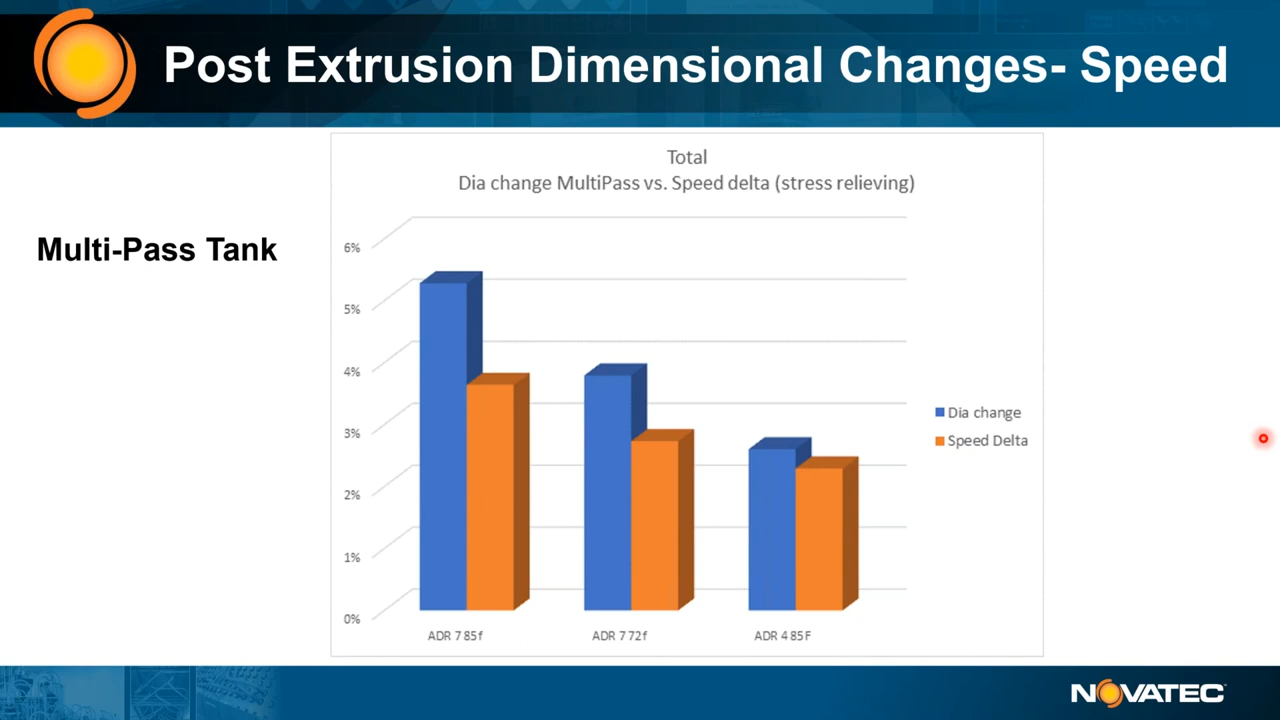 Post Extrusion Dimensional Changes- Speed
Total
Dia change MultiPass vs. Speed delta (stress relieving)
Multi-Pass Tank
6%
5%
4%
3%
2%
1%
0%
Dia change
Speed Delta
ADR 7 85f
ADR 7 72f
ADR 4 85F
NOVATEC